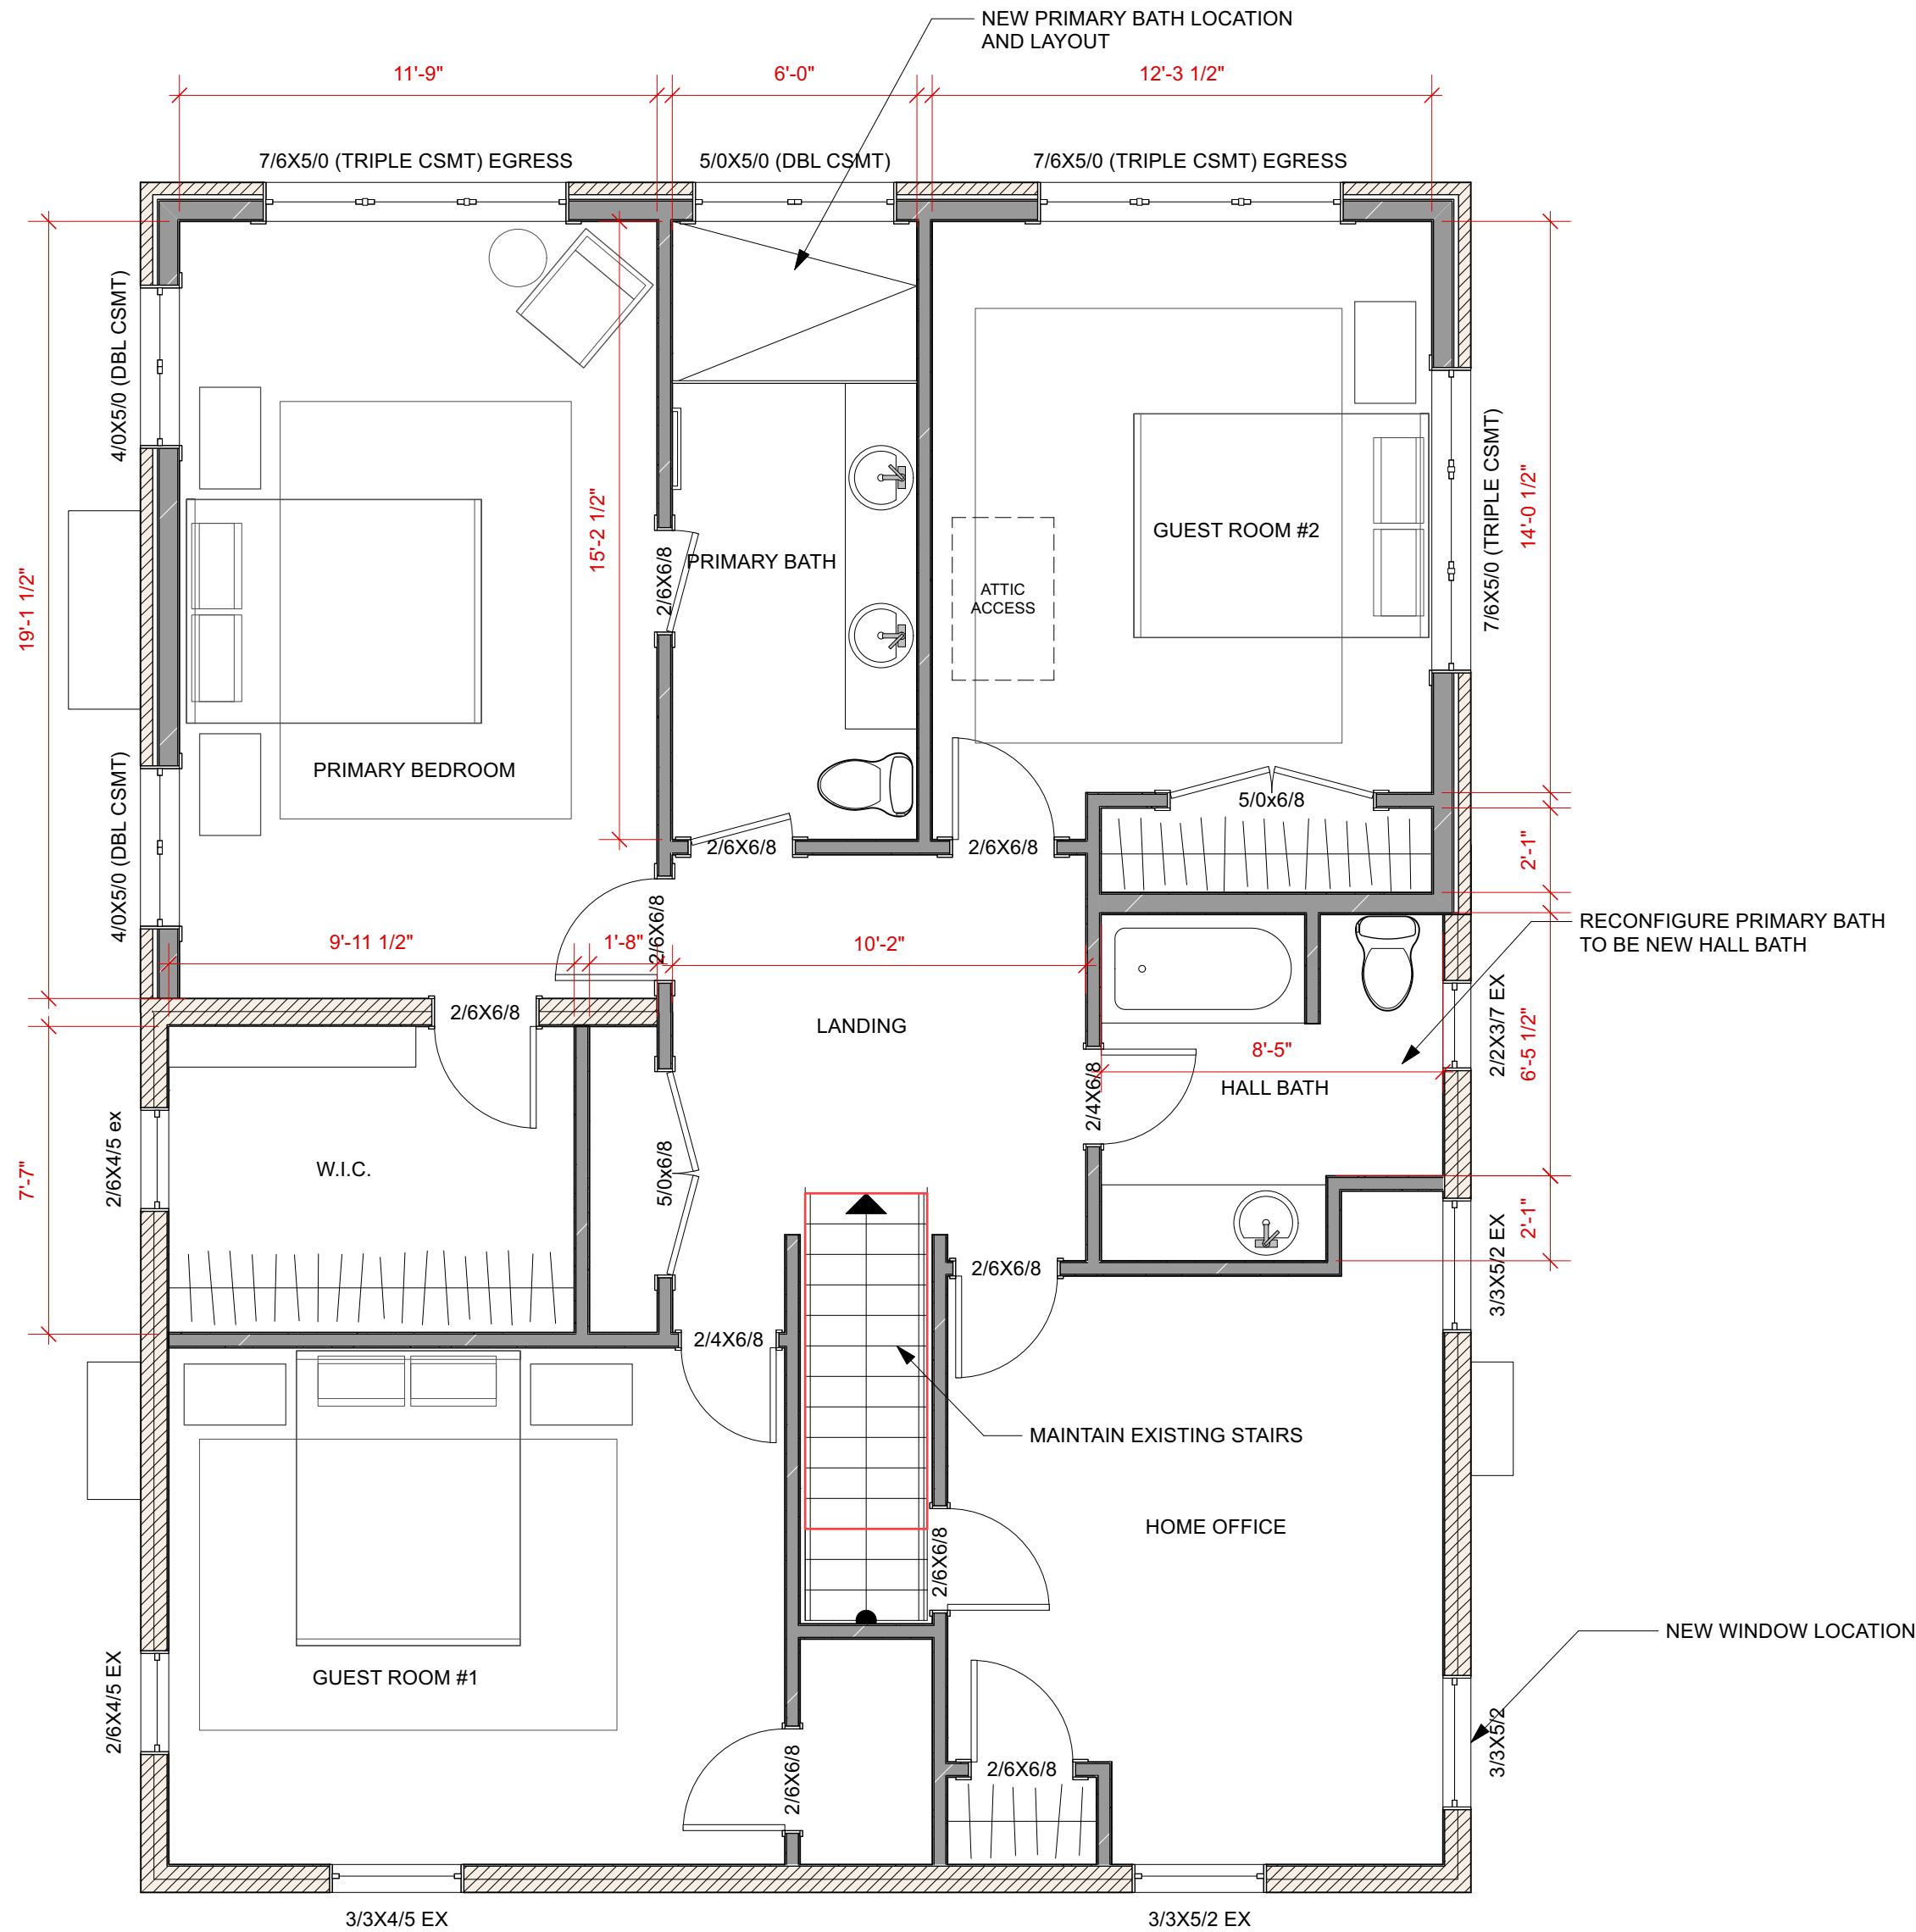 NEW PRIMARY BATH LOCATION
AND LAYOUT
11'-9"
6'-0"
12'-3 1/2"
7/6X5/0 (TRIPLE CSMT) EGRESS
5/0X5/0 (DBL CSMT)
7/6X5/0 (TRIPLE CSMT) EGRESS
4/0X5/0 (DBL CSMT)
19'-1 1/2"
15'-2 1/2"
2/6X6/8
PRIMARY BATH
GUEST ROOM #2
ATTIC
ACCESS
7/6X5/0 (TRIPLE CSMT)
14'-0 1/2"
PRIMARY BEDROOM
4/0X5/0 (DBL CSMT)
5/0x6/8
2/6X6/8
2/6X6/8
2'-1"
2/6X6/8
9'-11 1/2"
1'-8"
10'-2"
RECONFIGURE PRIMARY BATH
TO BE NEW HALL BATH
2/6X6/8
LANDING
2/2X3/7 EX
6'-5 1/2"
8'-5"
HALL BATH
2/4X6/8
2/6X4/5 ex
7'-7"
W.I.C.
5/0x6/8
2'-1"
3/3X5/2 EX
2/6X6/8
2/4X6/8
MAINTAIN EXISTING STAIRS
HOME OFFICE
2/6X6/8
NEW WINDOW LOCATION
GUEST ROOM #1
2/6X4/5 EX
3/3X5/2
2/6X6/8
2/6X6/8
3/3X4/5 EX
3/3X5/2 EX